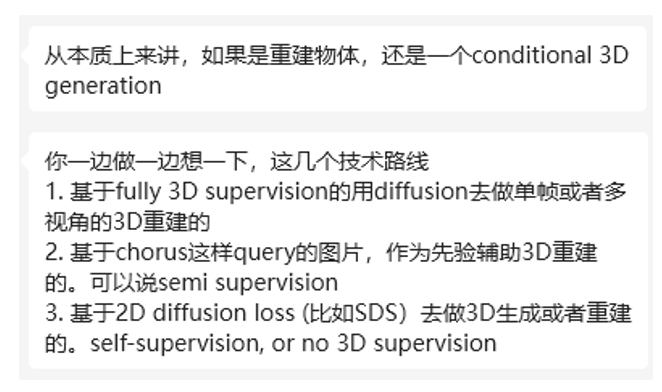 从本质上来讲，如果是重建物体，还是一个conditional 3D
generation
你一边做一边想一下，这几个技术路线
1. 基于fully 3D supervision的用diffusion去做单帧或者多
视角的3D重建的
2. 基于chorus这样query的图片，作为先验辅助3D重建
的。可以说semi supervision
3. 基于2D diffusion loss (比如SDS）去做3D生成或者重建
的。self-supervision, or no 3D supervision